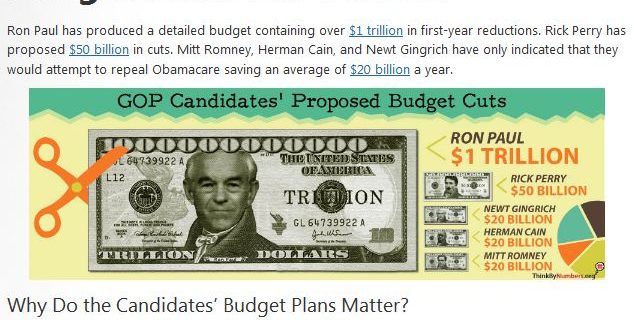 Ron Paul has produced a detailed budget containing over $1 trillion in first-year reductions. Rick Perry has
proposed $50 billion in cuts. Mitt Romney, Herman Cain, and Newt Gingrich have only indicated that they
would attempt to repeal Obamacare saving an average of $20 billion a year.
GOP Candidates' Proposed Budget Cuts
GL 64739922 A
L12
THE UNITED STATES
OF AMERICA
TRILLION
GL 64739922 A
TRILLION
DOLLARS
RON PAUL
$1 TRILLION
RICK PERRY
$50 BILLION
NEWT GINGRICH
$20 BILLION
HERMAN CAIN
$20 BILLION
MITT ROMNEY
$20 BILLION
ThinkByNumbers.org
Why Do the Candidates' Budget Plans Matter?